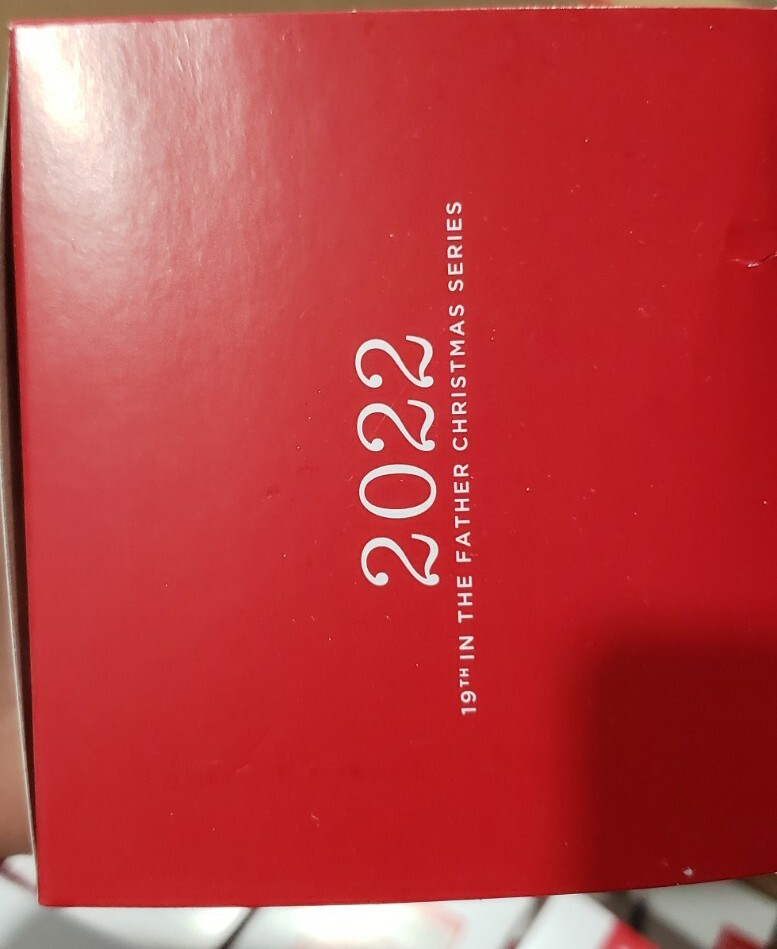 2022
19TH IN THE FATHER CHRISTMAS SERIES